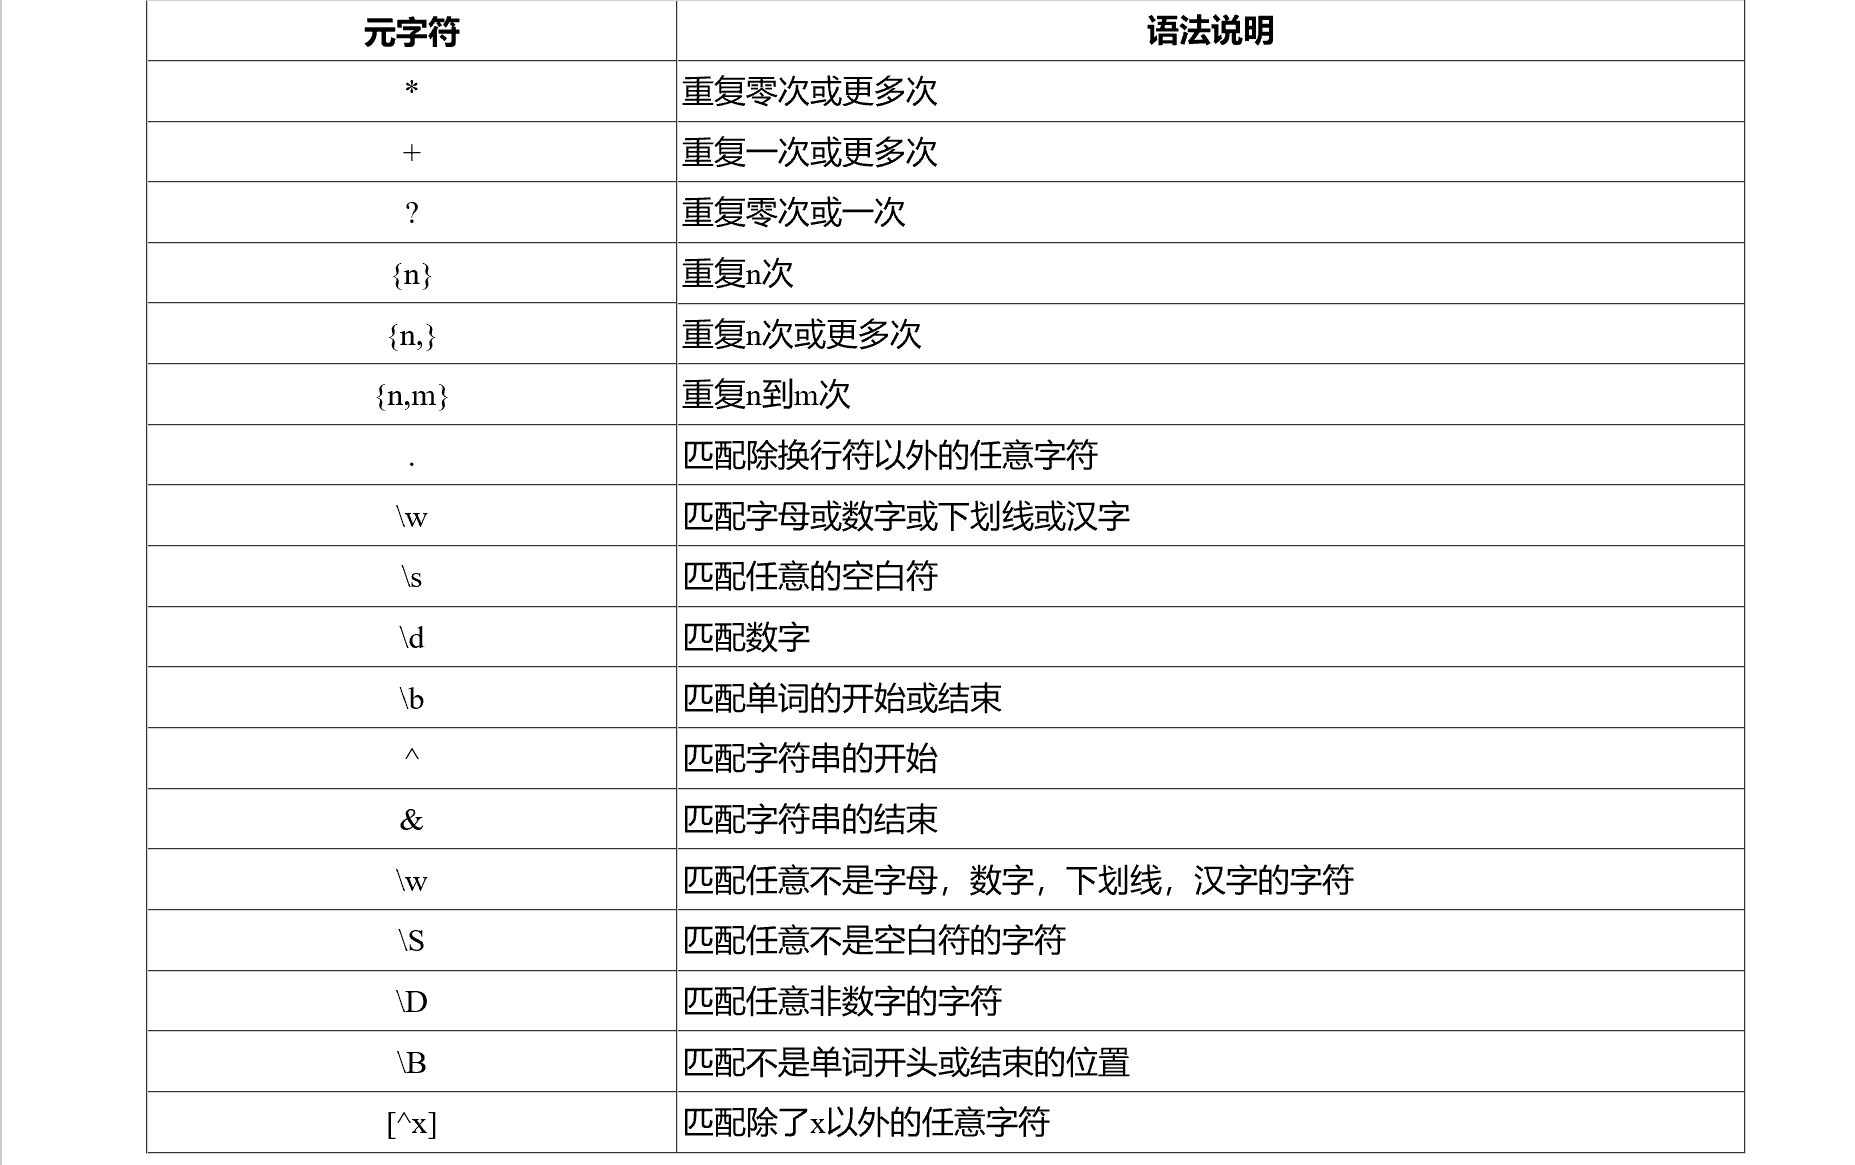 元字符 语法说明
* 重复零次或更多次
+ 重复一次或更多次
? 重复零次或一次
{n} 重复n次
{n,} 重复n次或更多次
{n,m} 重复n到m次
. 匹配除换行符以外的任意字符
\w 匹配字母或数字或下划线或汉字
\s 匹配任意的空白符
\d 匹配数字
\b 匹配单词的开始或结束
^ 匹配字符串的开始
& 匹配字符串的结束
\w 匹配任意不是字母，数字，下划线，汉字的字符
\S 匹配任意不是空白符的字符
\D 匹配任意非数字的字符
\B 匹配不是单词开头或结束的位置
[^x] 匹配除了x以外的任意字符